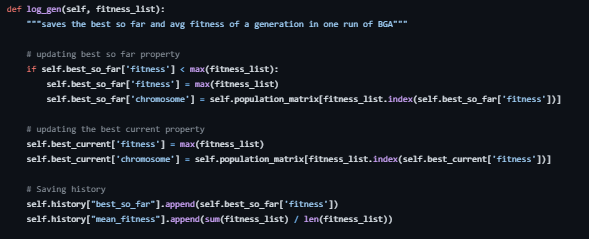 def log_gen(self, fitness_list):
    """saves the best so far and avg fitness of a generation in one run of BGA"""
    # updating best so far property
    if self.best_so_far['fitness'] < max(fitness_list):
        self.best_so_far['fitness'] = max(fitness_list)
        self.best_so_far['chromosome'] = self.population_matrix[fitness_list.index(self.best_so_far['fitness'])]
    # updating the best current property
    self.best_current['fitness'] = max(fitness_list)
    self.best_current['chromosome'] = self.population_matrix[fitness_list.index(self.best_current['fitness'])]
    # Saving history
    self.history["best_so_far"].append(self.best_so_far['fitness'])
    self.history["mean_fitness"].append(sum(fitness_list) / len(fitness_list))